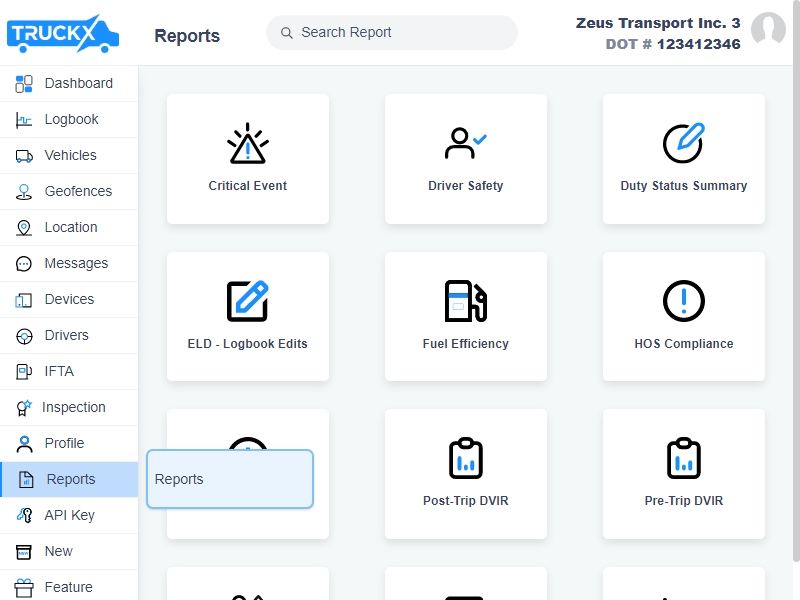 TRUCKX
Reports
Search Report
Zeus Transport Inc. 3
DOT # 123412346
Dashboard
Logbook
Vehicles
Geofences
Location
Messages
Devices
Drivers
IFTA
Inspection
Profile
Reports
API Key
New
Feature
Critical Event
Driver Safety
Duty Status Summary
ELD - Logbook Edits
Fuel Efficiency
HOS Compliance
Reports
Post-Trip DVIR
Pre-Trip DVIR